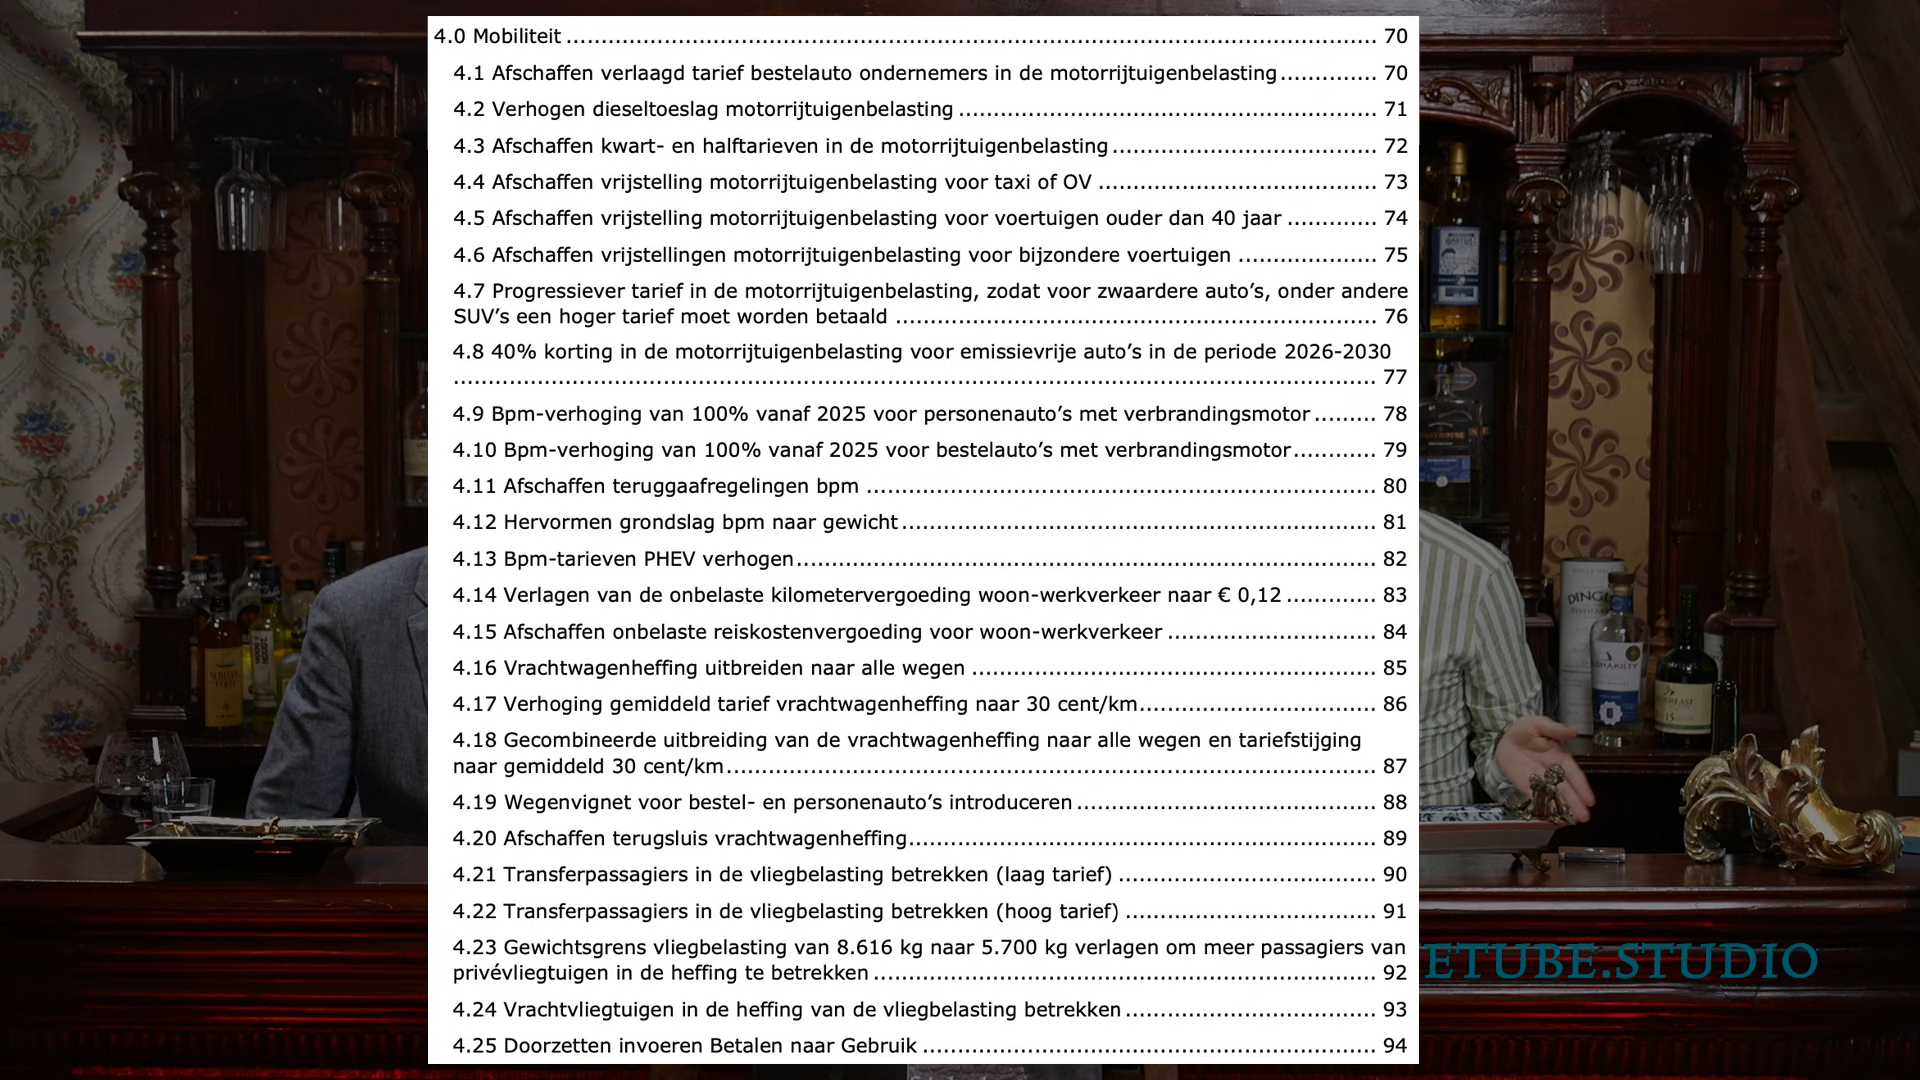 4.0 Mobiliteit ........ 70
4.1 Afschaffen verlaagd tarief bestelauto ondernemers in de motorrijtuigenbelasting ........ 70
4.2 Verhogen dieseltoeslag motorrijtuigenbelasting ........ 71
4.3 Afschaffen kwart- en halftarieven in de motorrijtuigenbelasting ........ 72
4.4 Afschaffen vrijstelling motorrijtuigenbelasting voor taxi of OV ........ 73
4.5 Afschaffen vrijstelling motorrijtuigenbelasting voor voertuigen ouder dan 40 jaar ........ 74
4.6 Afschaffen vrijstellingen motorrijtuigenbelasting voor bijzondere voertuigen ........ 75
4.7 Progressiever tarief in de motorrijtuigenbelasting, zodat voor zwaardere auto's, onder andere
SUV's een hoger tarief moet worden betaald ........ 76
4.8 40% korting in de motorrijtuigenbelasting voor emissievrije auto's in de periode 2026-2030
........ 77
4.9 Bpm-verhoging van 100% vanaf 2025 voor personenauto's met verbrandingsmotor ........ 78
4.10 Bpm-verhoging van 100% vanaf 2025 voor bestelauto's met verbrandingsmotor ........ 79
4.11 Afschaffen teruggaafregelingen bpm ........ 80
4.12 Hervormen grondslag bpm naar gewicht ........ 81
4.13 Bpm-tarieven PHEV verhogen ........ 82
4.14 Verlagen van de onbelaste kilometervergoeding woon-werkverkeer naar € 0,12 ........ 83
4.15 Afschaffen onbelaste reiskostenvergoeding voor woon-werkverkeer ........ 84
4.16 Vrachtwagenheffing uitbreiden naar alle wegen ........ 85
4.17 Verhoging gemiddeld tarief vrachtwagenheffing naar 30 cent/km ........ 86
4.18 Gecombineerde uitbreiding van de vrachtwagenheffing naar alle wegen en tariefstijging
naar gemiddeld 30 cent/km ........ 87
4.19 Wegenvignet voor bestel- en personenauto's introduceren ........ 88
4.20 Afschaffen terugsluis vrachtwagenheffing ........ 89
4.21 Transferpassagiers in de vliegbelasting betrekken (laag tarief) ........ 90
4.22 Transferpassagiers in de vliegbelasting betrekken (hoog tarief) ........ 91
4.23 Gewichtsgrens vliegbelasting van 8.616 kg naar 5.700 kg verlagen om meer passagiers van
privévliegtuigen in de heffing te betrekken ........ 92
4.24 Vrachtvliegtuigen in de heffing van de vliegbelasting betrekken ........ 93
4.25 Doorzetten invoeren Betalen naar Gebruik ........ 94
ETUBE.STUDIO